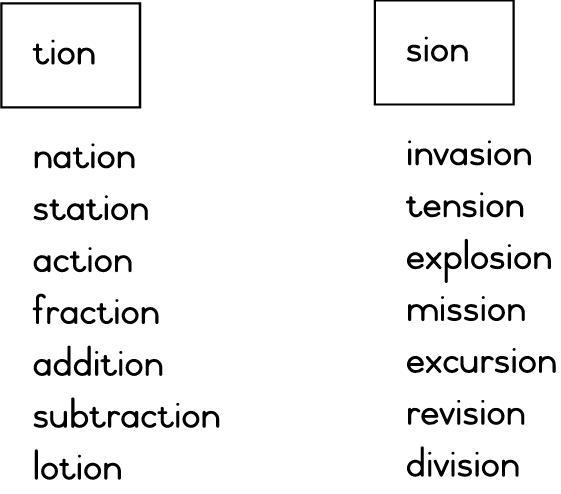 tion
nation
station
action
fraction
addition
subtraction
lotion
sion
invasion
tension
explosion
mission
excursion
revision
division